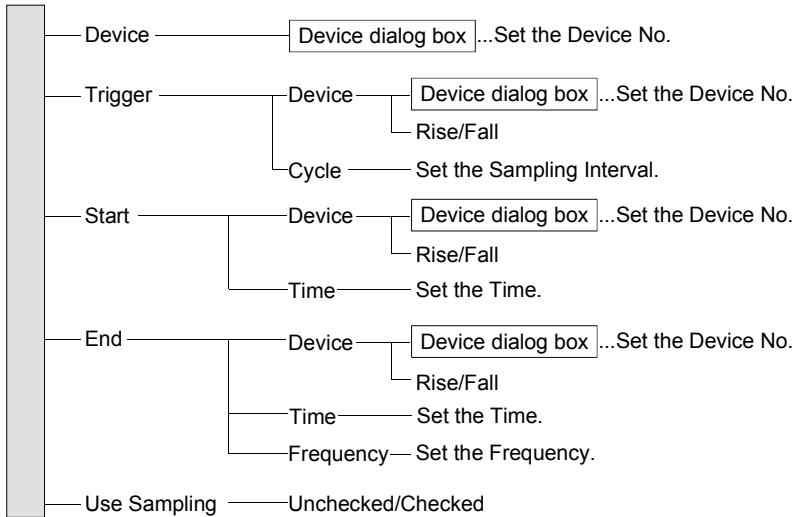 Device Device dialog box ...Set the Device No.
Trigger Device Device dialog box ...Set the Device No.
Rise/Fall
Cycle Set the Sampling Interval.
Start Device Device dialog box ...Set the Device No.
Rise/Fall
Time Set the Time.
End Device Device dialog box ...Set the Device No.
Rise/Fall
Time Set the Time.
Frequency Set the Frequency.
Use Sampling Unchecked/Checked